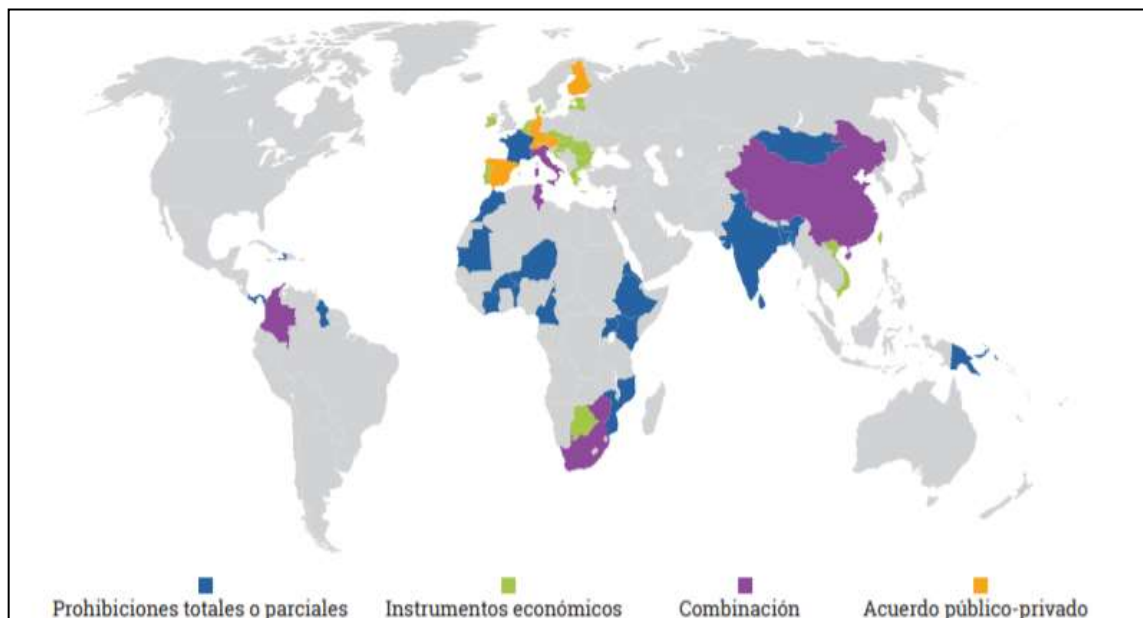 Prohibiciones totales o parciales
Instrumentos económicos
Combinación
Acuerdo público-privado